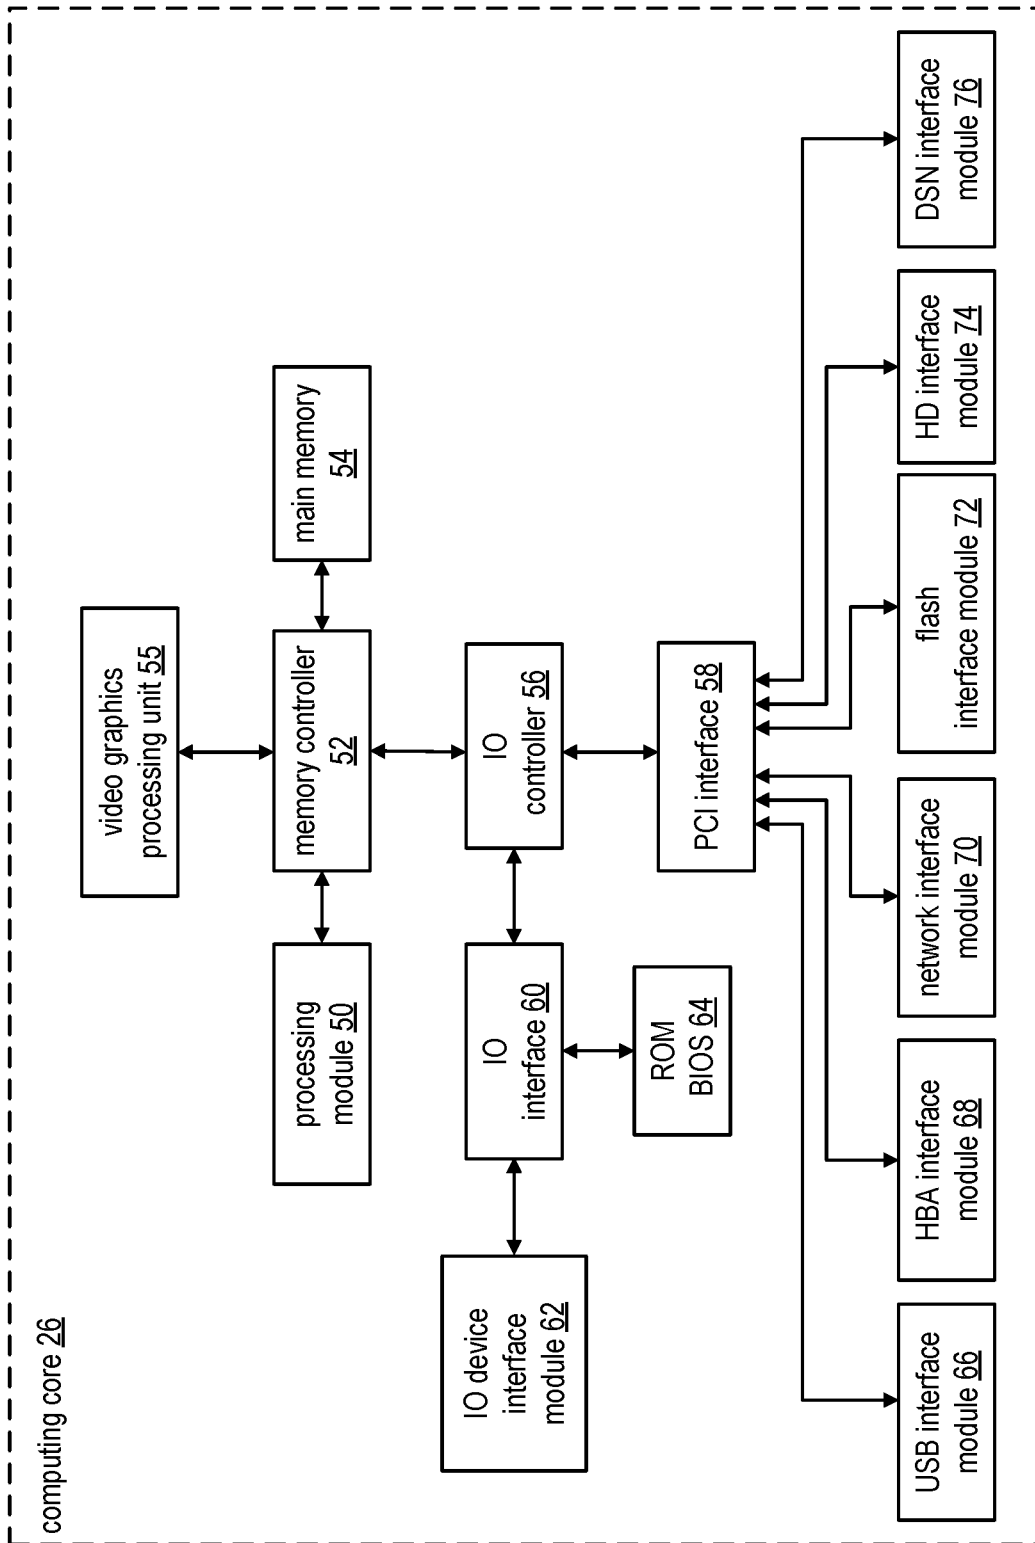 computing core 26
video graphics
processing unit 55
processing
module 50
memory controller
52
main memory
54
IO device
interface
module 62
IO
interface 60
IO
controller 56
ROM
BIOS 64
PCI interface 58
USB interface
module 66
HBA interface
module 68
network interface
module 70
flash
interface module 72
HD interface
module 74
DSN interface
module 76